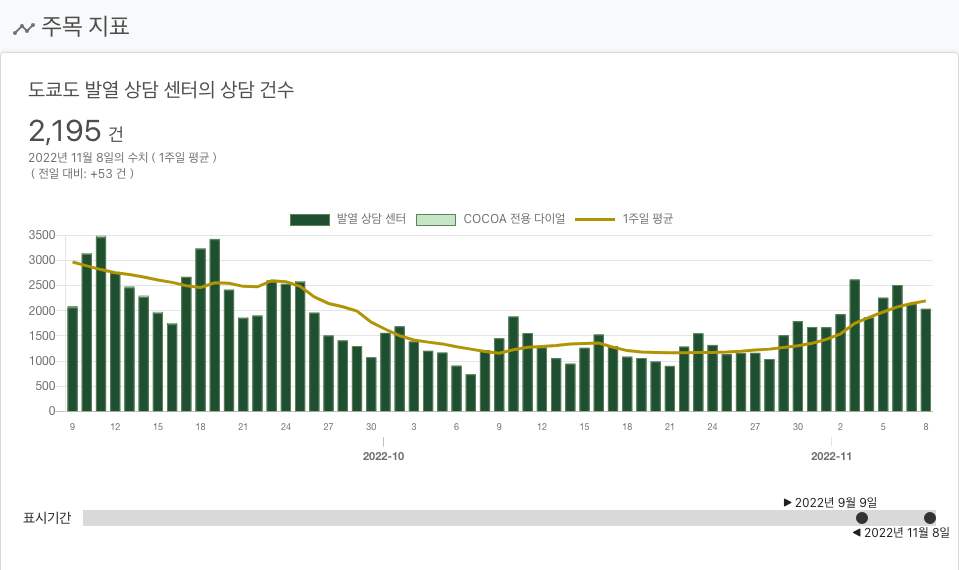 주목 지표
도쿄도 발열 상담 센터의 상담 건수
2,195 건
2022년 11월 8일의 수치 ( 1주일 평균 )
( 전일 대비: +53 건 )
발열 상담 센터 COCOA 전용 다이얼 1주일 평균
3500
3000
2500
2000
1500
1000
500
0
9 12 15 18 21 24 27 30 3 6 9 12 15 18 21 24 27 30 2 5 8
2022-10 2022-11
▶ 2022년 9월 9일
표시기간
◀ 2022년 11월 8일